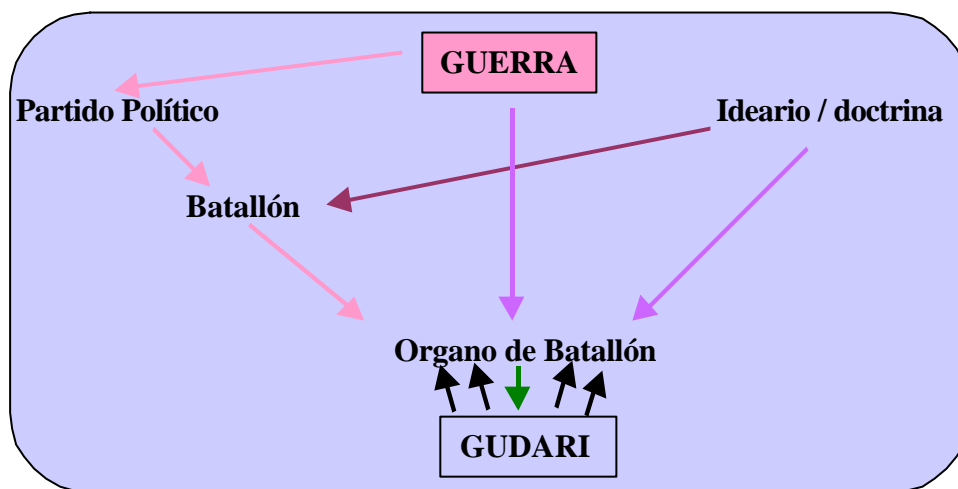 GUERRA
Partido Político
Ideario / doctrina
Batallón
Organo de Batallón
GUDARI